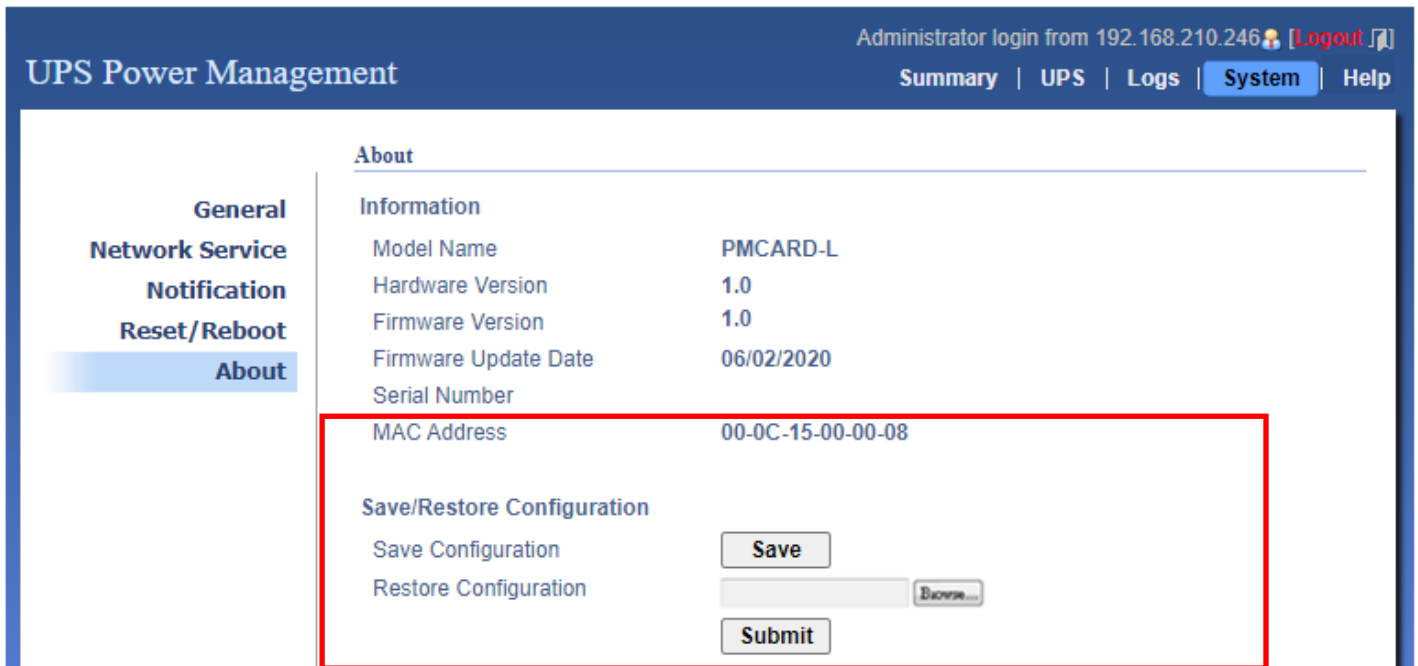 Administrator login from 192.168.210.246 [Logout]
UPS Power Management
Summary | UPS | Logs | System | Help
About
General
Network Service
Notification
Reset/Reboot
About
Information
Model Name PMCARD-L
Hardware Version 1.0
Firmware Version 1.0
Firmware Update Date 06/02/2020
Serial Number
MAC Address 00-0C-15-00-00-08
Save/Restore Configuration
Save Configuration Save
Restore Configuration Browse...
Submit